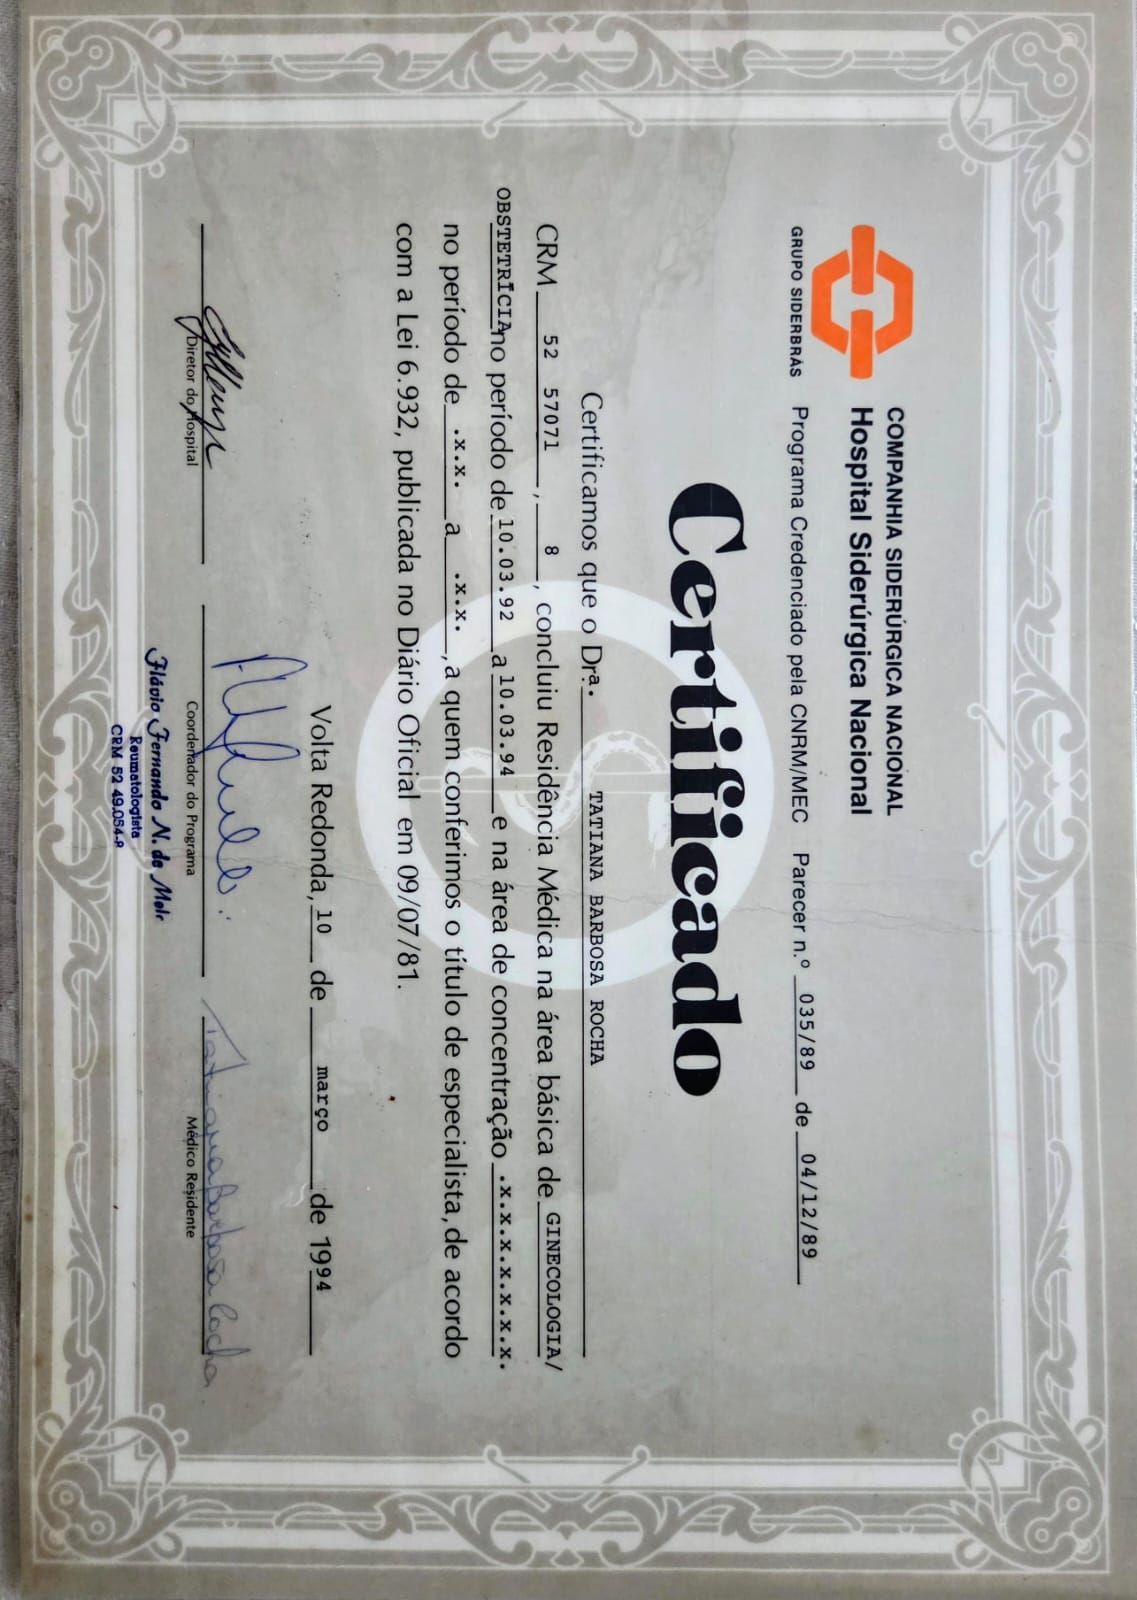 COMPANHIA SIDERÚRGICA NACIONAL
Hospital Siderúrgica Nacional
GRUPO SIDERBRÁS
Programa Credenciado pela CNRM/MEC Parecer n.º 035/89 de 04/12/89
Certificado
Certificamos que o Drª. TATIANA BARBOSA ROCHA
CRM 52 57071, 8, concluiu Residência Médica na área básica de GINECOLOGIA/
OBSTETRÍCIA no período de 10.03.92 a 10.03.94 e na área de concentração .x.x.x.x.x.x.x.
no período de .x.x. a .x.x., a quem conferimos o título de especialista, de acordo
com a Lei 6.932, publicada no Diário Oficial em 09/07/81.
Volta Redonda, 10 de março de 1994
Tatiana Barbosa Rocha
Diretor do Hospital
Coordenador do Programa
Médico Residente
Flávio Fernando N. de Melr
Reumatologista
CRM 52 49.054-9